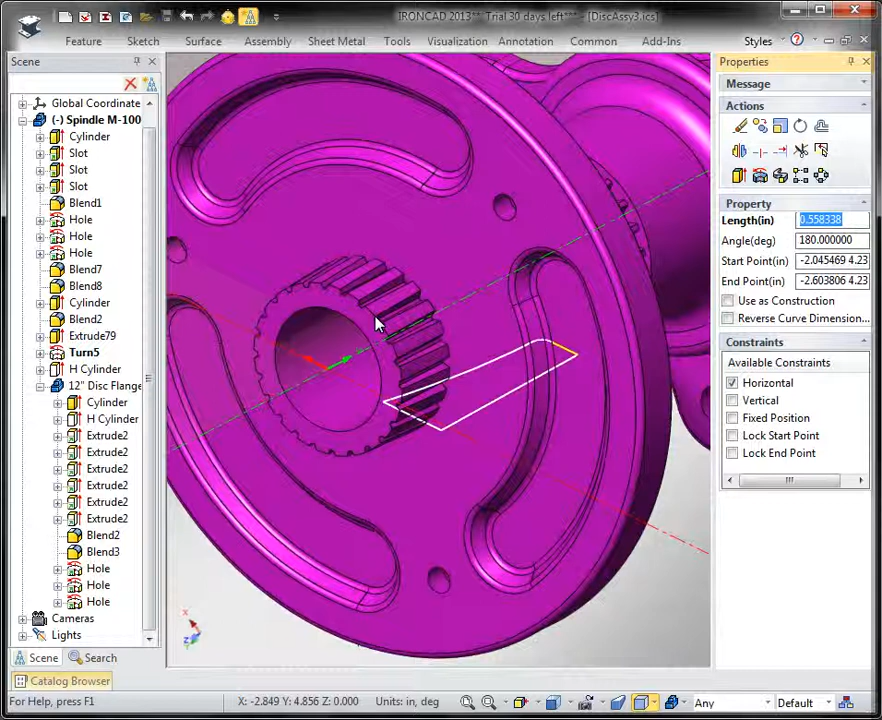 IRONCAD 2013** Trial 30 days left*** - [DiscAssy3.ics]
Feature Sketch Surface Assembly Sheet Metal Tools Visualization Annotation Common Add-Ins Styles
Scene
Global Coordinate
(-) Spindle M-100
Cylinder
Slot
Slot
Slot
Blend1
Hole
Hole
Hole
Blend7
Blend8
Cylinder
Blend2
Extrude79
Turn5
H Cylinder
12" Disc Flange
Cylinder
H Cylinder
Extrude2
Extrude2
Extrude2
Extrude2
Extrude2
Extrude2
Blend2
Blend3
Hole
Hole
Hole
Cameras
Lights
Scene Search
Catalog Browser
Properties
Message
Actions
Property
Length(in) 0.558338
Angle(deg) 180.000000
Start Point(in) -2.045469 4.23
End Point(in) -2.603806 4.23
Use as Construction
Reverse Curve Dimension...
Constraints
Available Constraints
Horizontal
Vertical
Fixed Position
Lock Start Point
Lock End Point
X
Z
For Help, press F1 X: -2.849 Y: 4.856 Z: 0.000 Units: in, deg Any Default